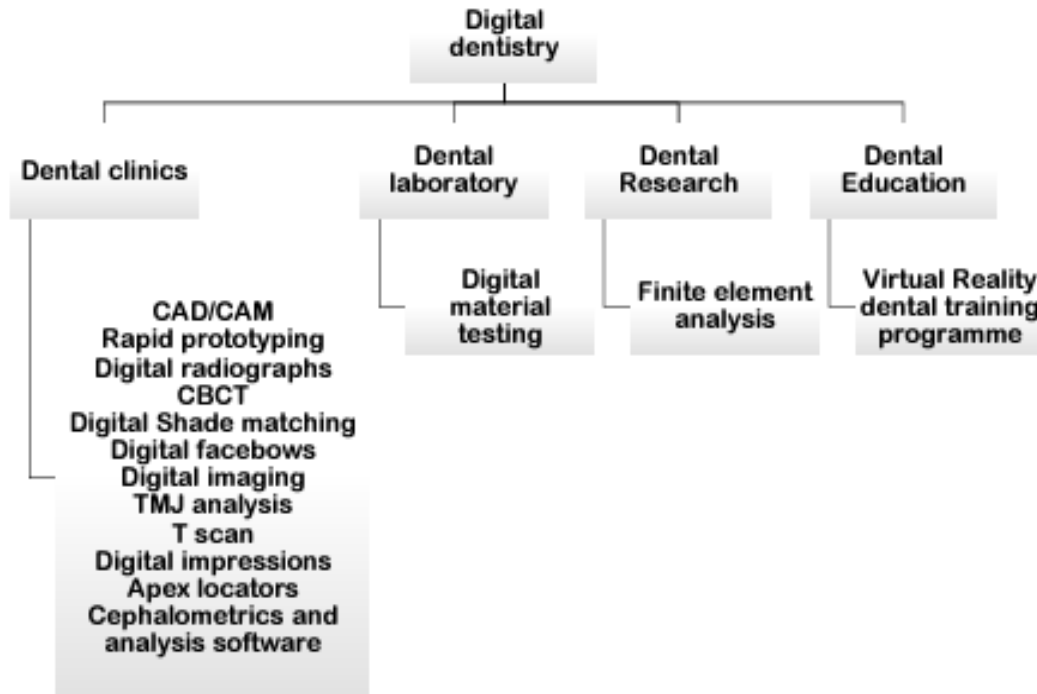 Digital
dentistry
Dental clinics
Dental
laboratory
Dental
Research
Dental
Education
CAD/CAM
Rapid prototyping
Digital radiographs
CBCT
Digital Shade matching
Digital facebows
Digital imaging
TMJ analysis
T scan
Digital impressions
Apex locators
Cephalometrics and
analysis software
Digital
material
testing
Finite element
analysis
Virtual Reality
dental training
programme